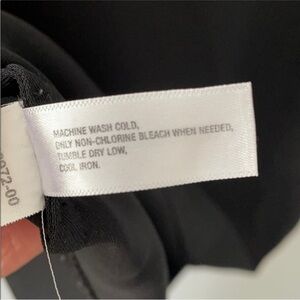 MACHINE WASH COLD,
ONLY NON-CHLORINE BLEACH WHEN NEEDED,
TUMBLE DRY LOW,
COOL IRON.